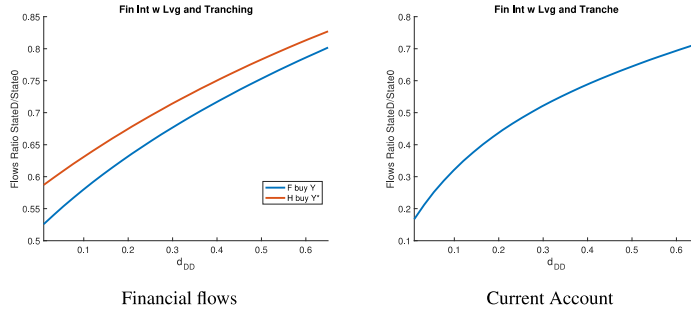 Fin Int w Lvg and Tranching
Flows Ratio StateD/State0
0.85
0.8
0.75
0.7
0.65
0.6
0.55
0.5
0.1
0.2
0.3
0.4
0.5
0.6
d_DD
F buy Y
H buy Y*
Financial flows
Fin Int w Lvg and Tranche
Flows Ratio StateD/State0
0.8
0.7
0.6
0.5
0.4
0.3
0.2
0.1
0.1
0.2
0.3
0.4
0.5
0.6
d_DD
Current Account